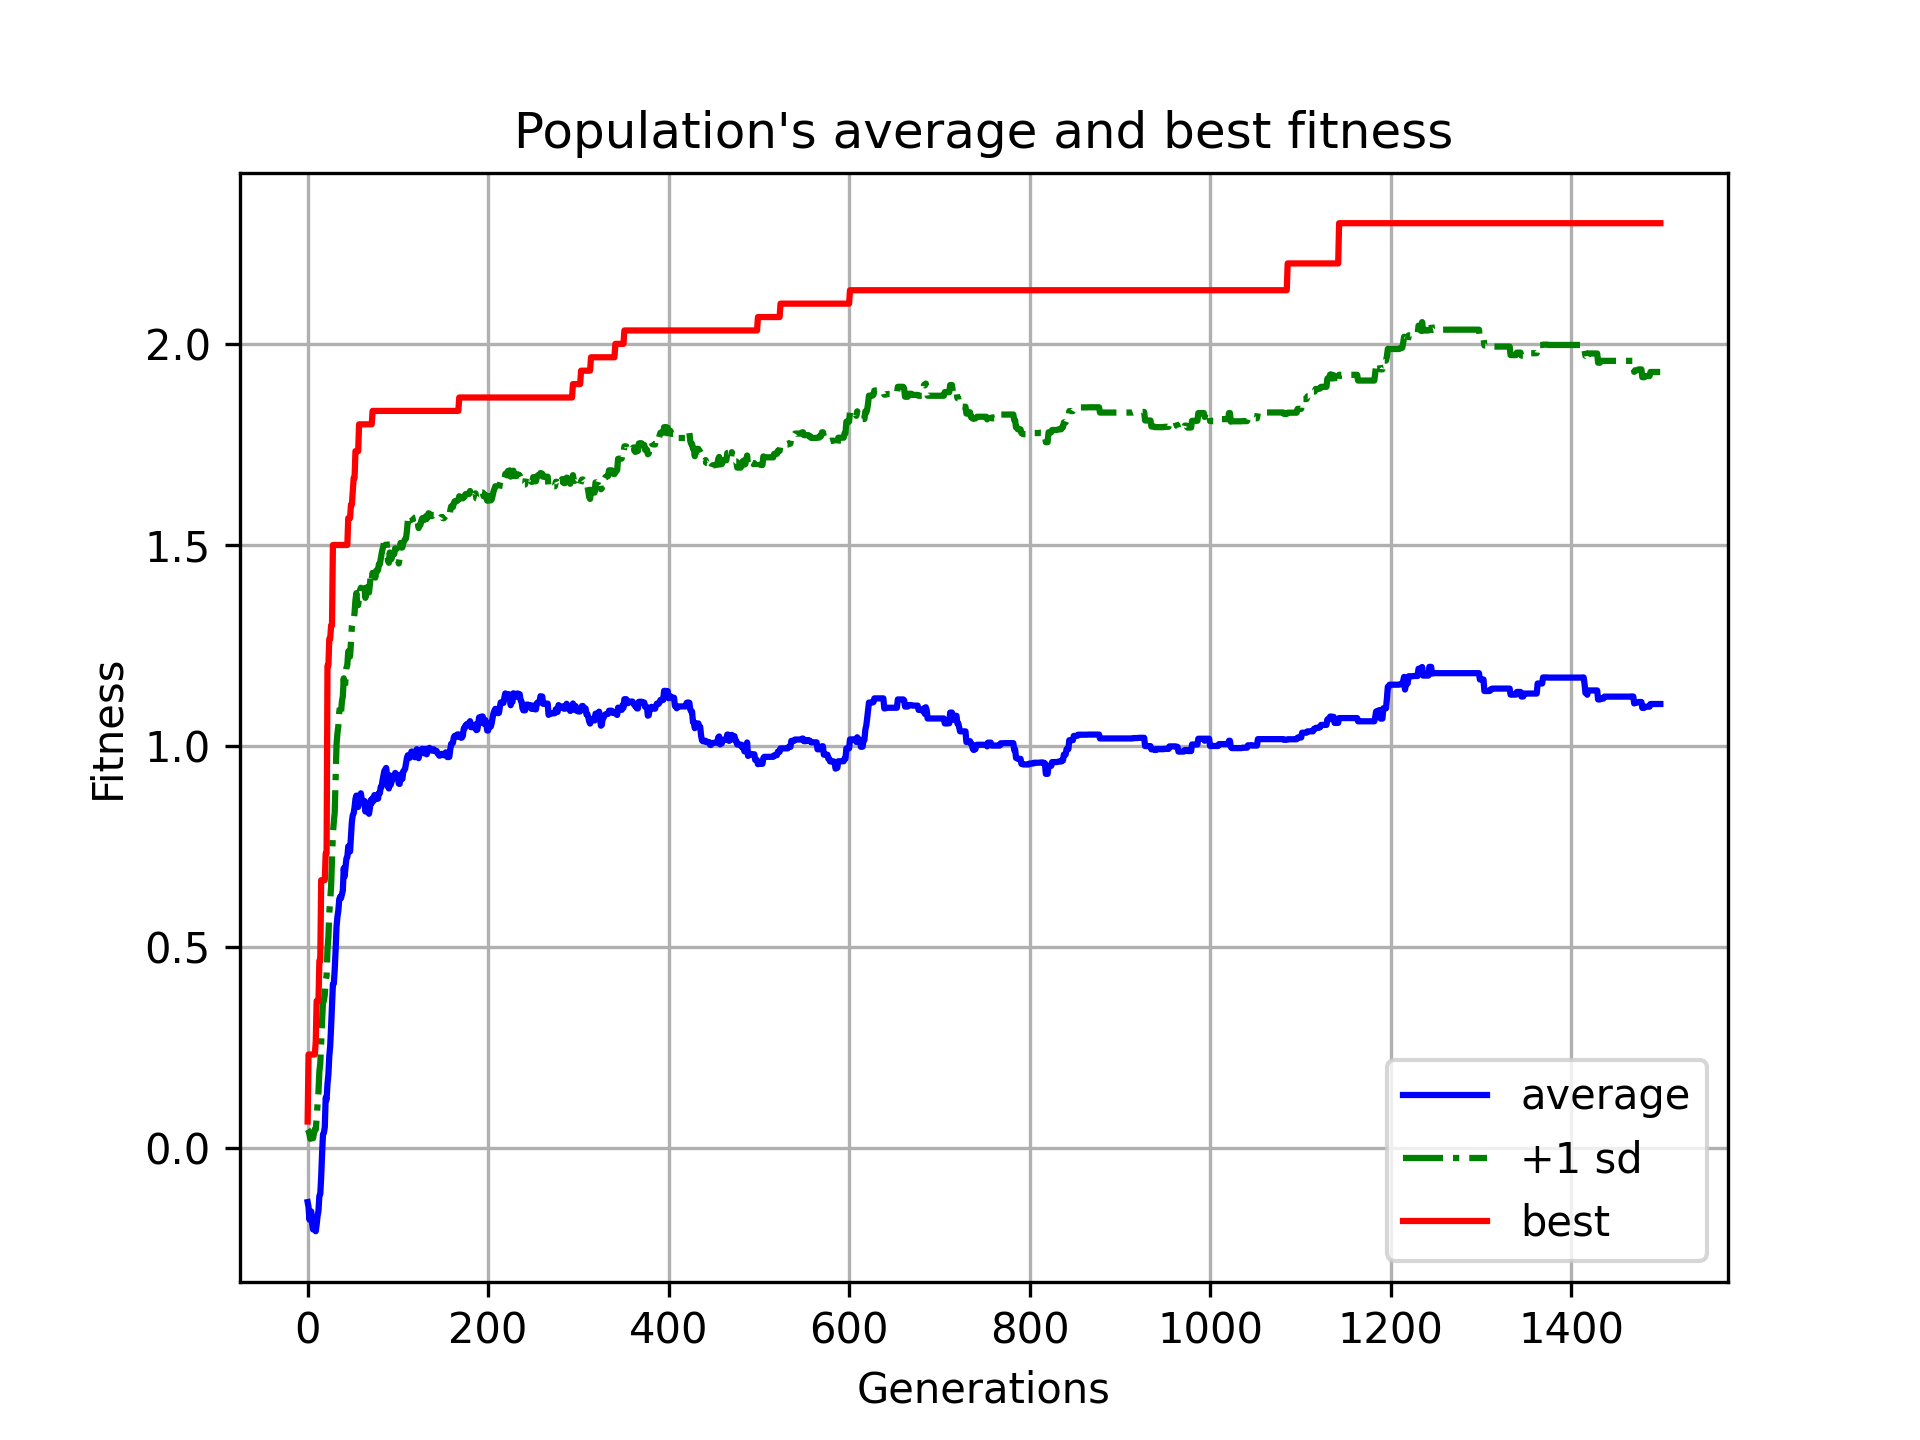 Population's average and best fitness
Fitness
2.0
1.5
1.0
0.5
0.0
0 200 400 600 800 1000 1200 1400
Generations
average
+1 sd
best